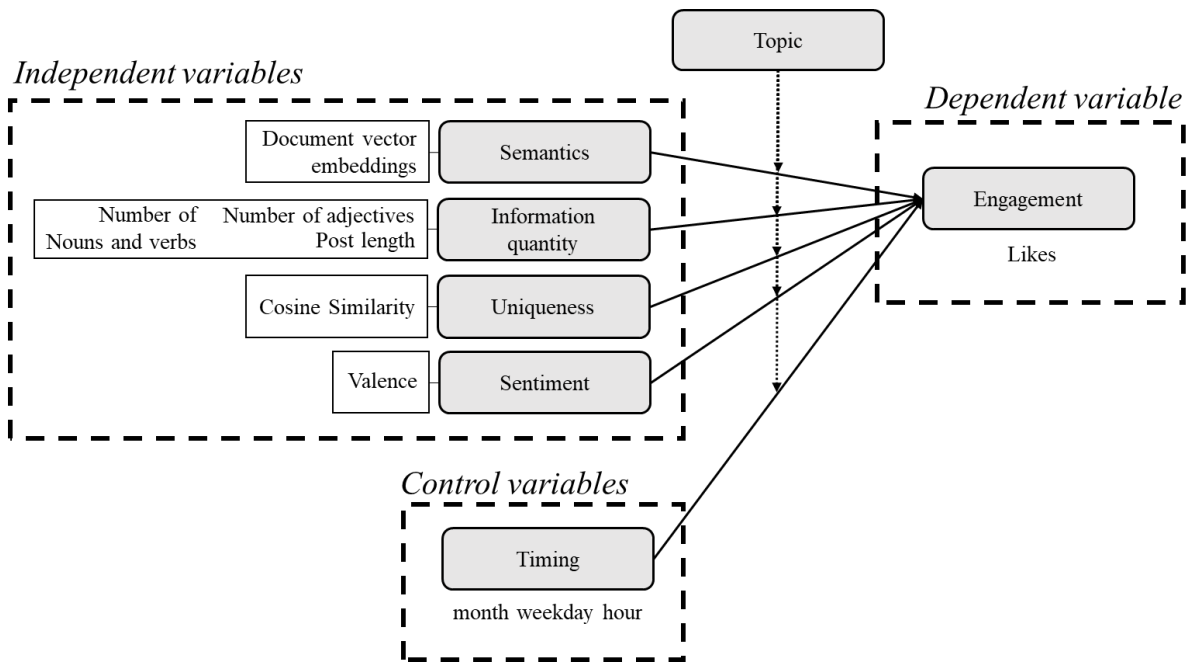 Topic
Independent variables
Dependent variable
Document vector
embeddings
Semantics
Engagement
Likes
Number of
Nouns and verbs
Number of adjectives
Post length
Information
quantity
Cosine Similarity
Uniqueness
Valence
Sentiment
Control variables
Timing
month weekday hour